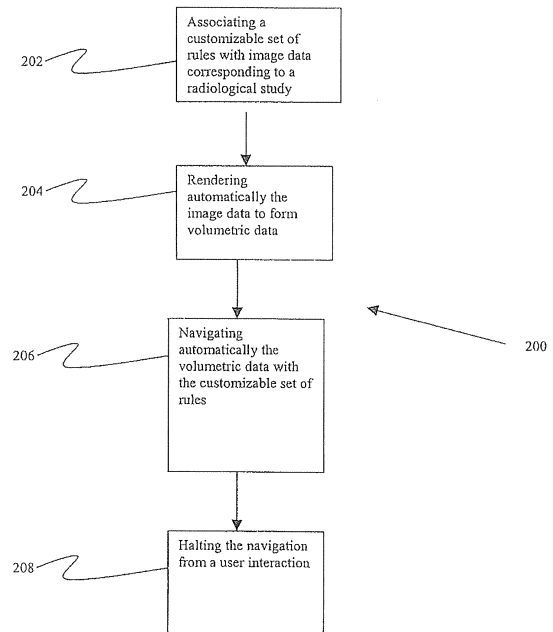 Associating a
customizable set of
rules with image data
corresponding to a
radiological study
202
Rendering
automatically the
image data to form
volumetric data
204
Navigating
automatically the
volumetric data with
the customizable set of
rules
206
200
Halting the navigation
from a user interaction
208